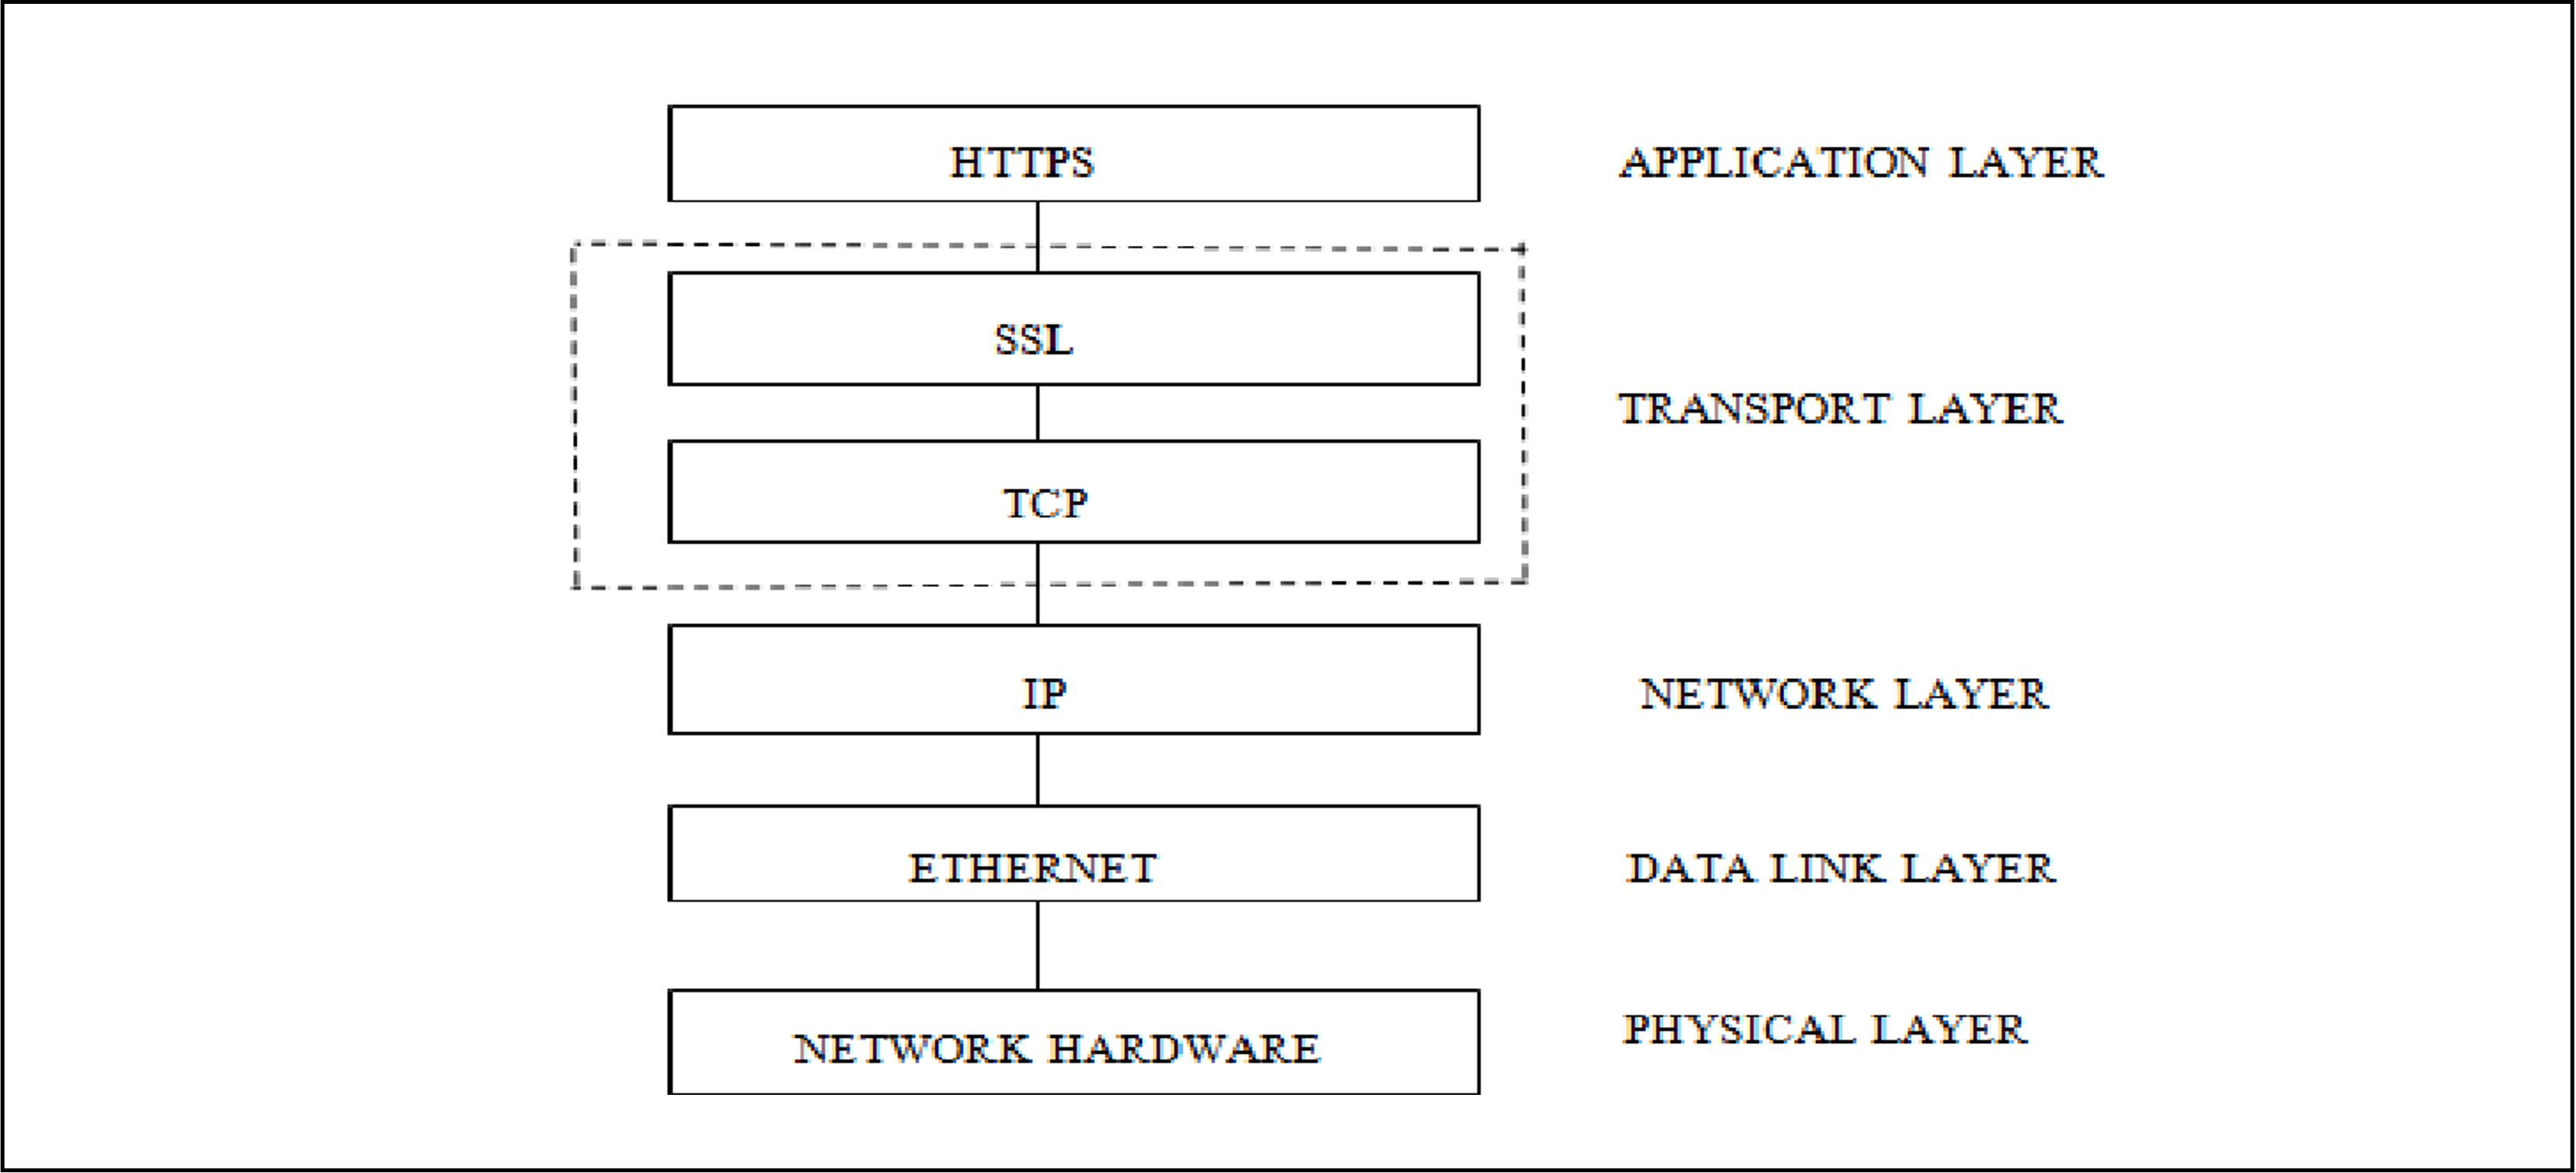 HTTPS
APPLICATION LAYER
SSL
TRANSPORT LAYER
TCP
IP
NETWORK LAYER
ETHERNET
DATA LINK LAYER
NETWORK HARDWARE
PHYSICAL LAYER